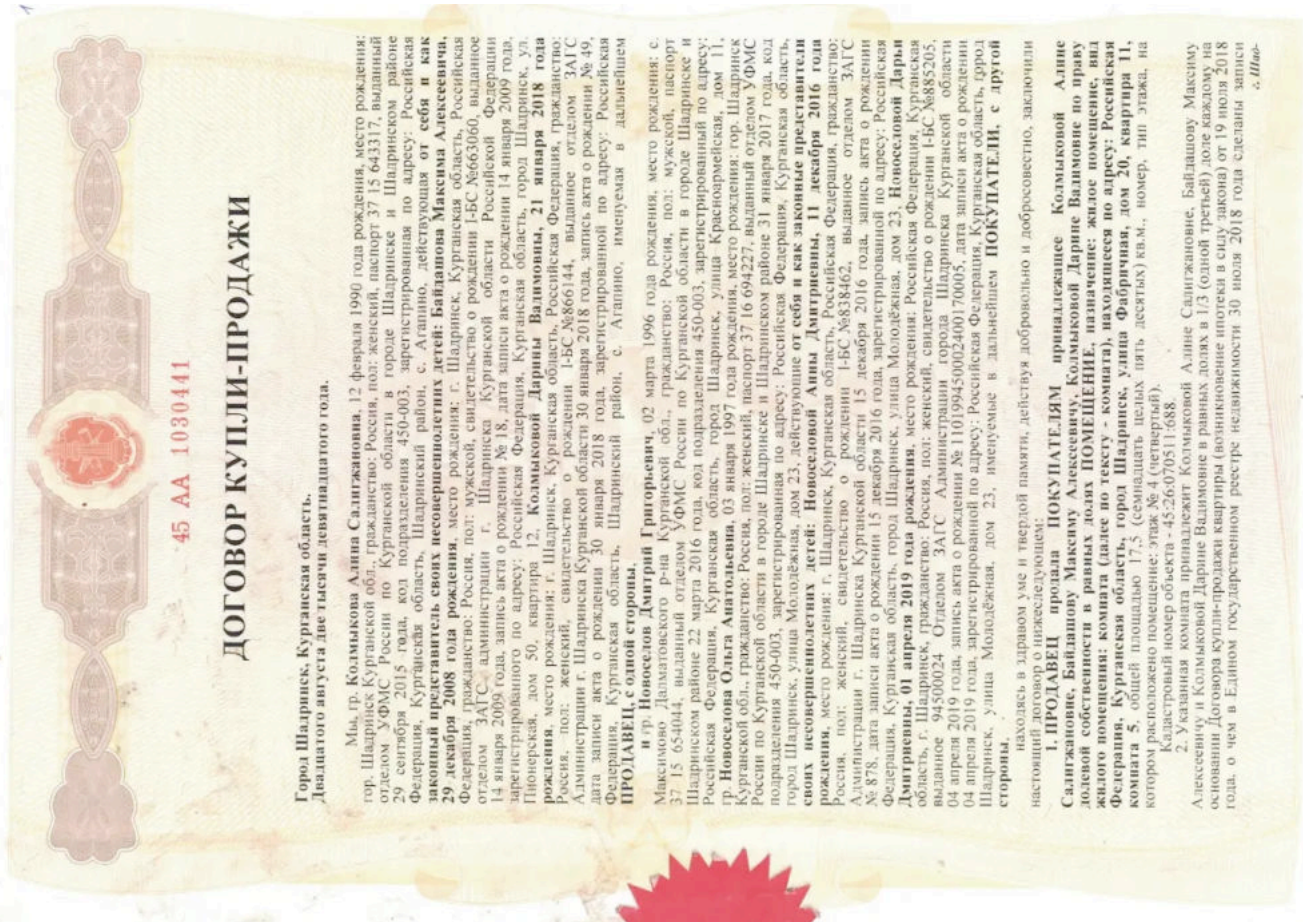 45 АА 1030441
ДОГОВОР КУПЛИ-ПРОДАЖИ
Город Шадринск, Курганская область.
Двадцатого августа две тысячи девятнадцатого года.
Мы, гр. Колмыкова Алина Салигжановна, 12 февраля 1990 года рождения, место рождения:
гор. Шадринск Курганской обл., гражданство: Россия, пол: женский, паспорт 37 15 643317, выданный
отделом УФМС России по Курганской области в городе Шадринске и Шадринском районе
29 сентября 2015 года, код подразделения 450-003, зарегистрированная по адресу: Российская
Федерация, Курганская область, Шадринский район, с. Агапино, действующая от себя и как
законный представитель своих несовершеннолетних детей: Байдашова Максима Алексеевича,
29 декабря 2008 года рождения, место рождения: г. Шадринск, Курганская область, Российская
Федерация, гражданство: Россия, пол: мужской, свидетельство о рождении I-БС №663060, выданное
отделом ЗАГС администрации г. Шадринска Курганской области Российской Федерации
14 января 2009 года, запись акта о рождении № 18, дата записи акта о рождении 14 января 2009 года,
зарегистрированного по адресу: Российская Федерация, Курганская область, город Шадринск, ул.
Пионерская, дом 50, квартира 12, Колмыковой Дарины Вадимовны, 21 января 2018 года
рождения, место рождения: г. Шадринск, Курганская область, Российская Федерация, гражданство:
Россия, пол: женский, свидетельство о рождении I-БС №866144, выданное отделом ЗАГС
Администрации г. Шадринска Курганской области 30 января 2018 года, запись акта о рождении № 49,
дата записи акта о рождении 30 января 2018 года, зарегистрированной по адресу: Российская
Федерация, Курганская область, Шадринский район, с. Агапино, именуемая в дальнейшем
ПРОДАВЕЦ, с одной стороны,
и гр. Новоселов Дмитрий Григорьевич, 02 марта 1996 года рождения, место рождения: с.
Максимово Далматовского р-на Курганской обл., гражданство: Россия, пол: мужской, паспорт
37 15 654044, выданный отделом УФМС России по Курганской области в городе Шадринске и
Шадринском районе 22 марта 2016 года, код подразделения 450-003, зарегистрированный по адресу:
Российская Федерация, Курганская область, город Шадринск, улица Красноармейская, дом 11,
гр. Новоселова Ольга Анатольевна, 03 января 1997 года рождения, место рождения: гор. Шадринск
Курганской обл., гражданство: Россия, пол: женский, паспорт 37 16 694227, выданный отделом УФМС
России по Курганской области в городе Шадринске и Шадринском районе 31 января 2017 года, код
подразделения 450-003, зарегистрированная по адресу: Российская Федерация, Курганская область,
город Шадринск, улица Молодёжная, дом 23, действующие от себя и как законные представители
своих несовершеннолетних детей: Новоселовой Анны Дмитриевны, 11 декабря 2016 года
рождения, место рождения: г. Шадринск, Курганская область, Российская Федерация, гражданство:
Россия, пол: женский, свидетельство о рождении I-БС №838462, выданное отделом ЗАГС
Администрации г. Шадринска Курганской области 15 декабря 2016 года, запись акта о рождении
№ 878, дата записи акта о рождении 15 декабря 2016 года, зарегистрированной по адресу: Российская
Федерация, Курганская область, город Шадринск, улица Молодёжная, дом 23, Новоселовой Дарьи
Дмитриевны, 01 апреля 2019 года рождения, место рождения: Российская Федерация, Курганская
область, г. Шадринск, гражданство: Россия, пол: женский, свидетельство о рождении I-БС №885205,
выданное 94500024 Отделом ЗАГС Администрации города Шадринска Курганской области
04 апреля 2019 года, запись акта о рождении № 110199450002400170005, дата записи акта о рождении
04 апреля 2019 года, зарегистрированной по адресу: Российская Федерация, Курганская область, город
Шадринск, улица Молодёжная, дом 23, именуемые в дальнейшем ПОКУПАТЕЛИ, с другой
стороны,
находясь в здравом уме и твердой памяти, действуя добровольно и добросовестно, заключили
настоящий договор о нижеследующем:
1. ПРОДАВЕЦ продала ПОКУПАТЕЛЯМ принадлежащее Колмыковой Алине
Салигжановне, Байдашову Максиму Алексеевичу, Колмыковой Дарине Вадимовне по праву
долевой собственности в равных долях ПОМЕЩЕНИЕ, назначение: жилое помещение, вид
жилого помещения: комната (далее по тексту - комната), находящееся по адресу: Российская
Федерация, Курганская область, город Шадринск, улица Фабричная, дом 20, квартира 11,
комната 5, общей площадью 17,5 (семнадцать целых пять десятых) кв.м., номер, тип этажа, на
котором расположено помещение: этаж № 4 (четвертый).
Кадастровый номер объекта - 45:26:070511:688.
2. Указанная комната принадлежит Колмыковой Алине Салигжановне, Байдашову Максиму
Алексеевичу и Колмыковой Дарине Вадимовне в равных долях в 1/3 (одной третьей) доле каждому на
основании Договора купли-продажи квартиры (возникновение ипотеки в силу закона) от 19 июля 2018
года, о чем в Едином государственном реестре недвижимости 30 июля 2018 года сделаны записи